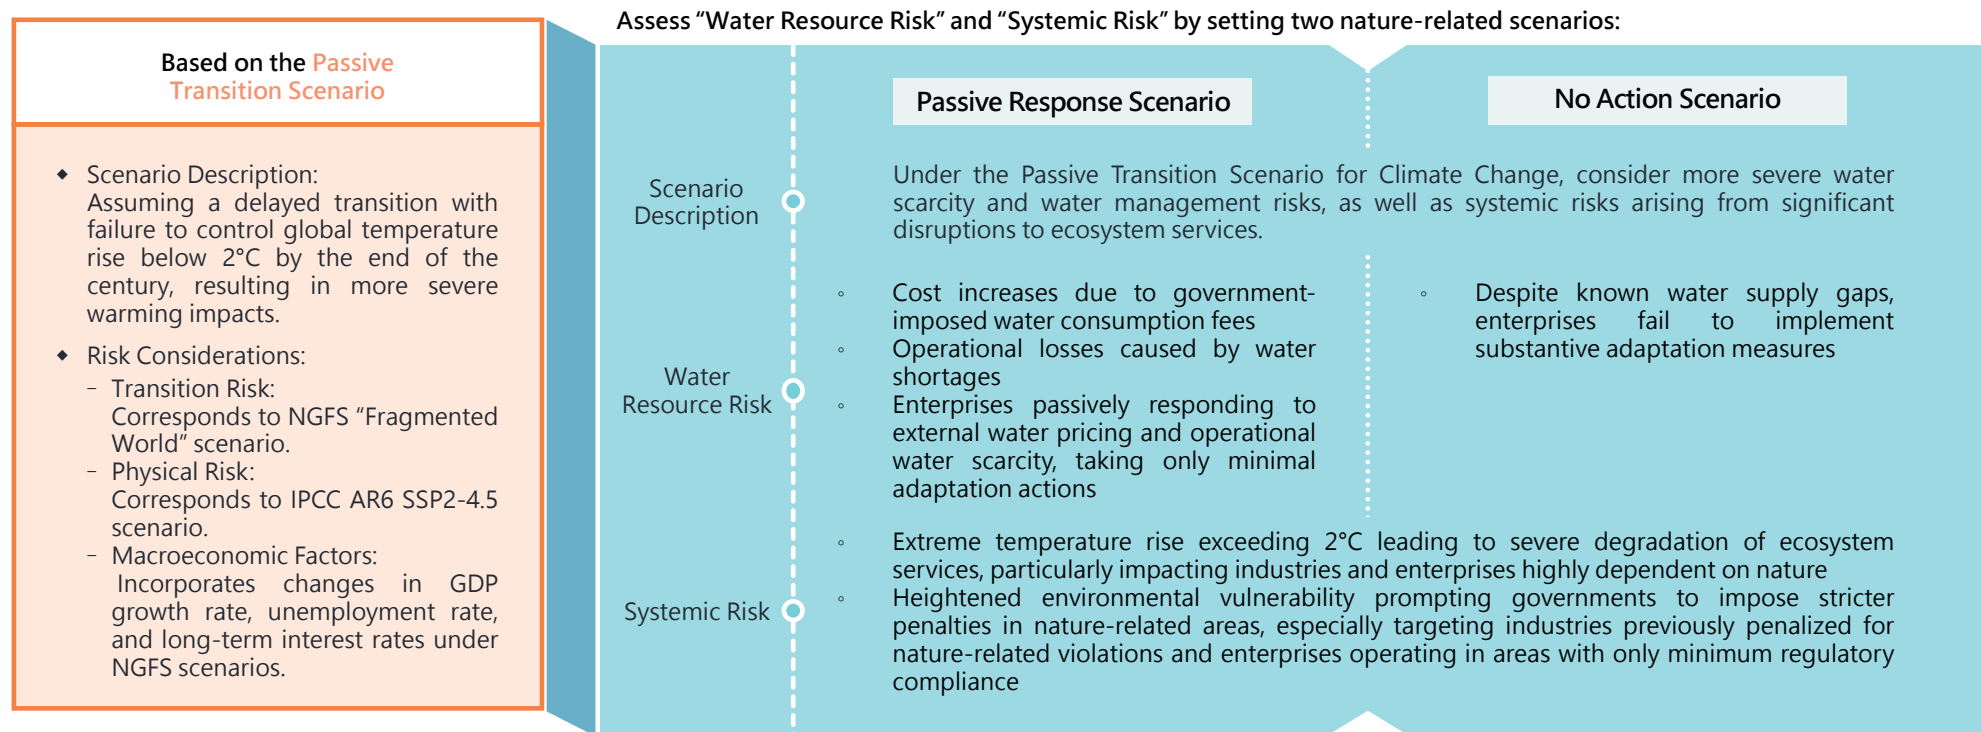 Based on the Passive
Transition Scenario
◆ Scenario Description:
Assuming a delayed transition with
failure to control global temperature
rise below 2°C by the end of the
century, resulting in more severe
warming impacts.
◆ Risk Considerations:
– Transition Risk:
Corresponds to NGFS “Fragmented
World” scenario.
– Physical Risk:
Corresponds to IPCC AR6 SSP2-4.5
scenario.
– Macroeconomic Factors:
Incorporates changes in GDP
growth rate, unemployment rate,
and long-term interest rates under
NGFS scenarios.
Assess “Water Resource Risk” and “Systemic Risk” by setting two nature-related scenarios:
Passive Response Scenario
No Action Scenario
Scenario
Description
Under the Passive Transition Scenario for Climate Change, consider more severe water
scarcity and water management risks, as well as systemic risks arising from significant
disruptions to ecosystem services.
Water
Resource Risk
◦ Cost increases due to government-
imposed water consumption fees
◦ Operational losses caused by water
shortages
◦ Enterprises passively responding to
external water pricing and operational
water scarcity, taking only minimal
adaptation actions
◦ Despite known water supply gaps,
enterprises fail to implement
substantive adaptation measures
Systemic Risk
◦ Extreme temperature rise exceeding 2°C leading to severe degradation of ecosystem
services, particularly impacting industries and enterprises highly dependent on nature
◦ Heightened environmental vulnerability prompting governments to impose stricter
penalties in nature-related areas, especially targeting industries previously penalized for
nature-related violations and enterprises operating in areas with only minimum regulatory
compliance